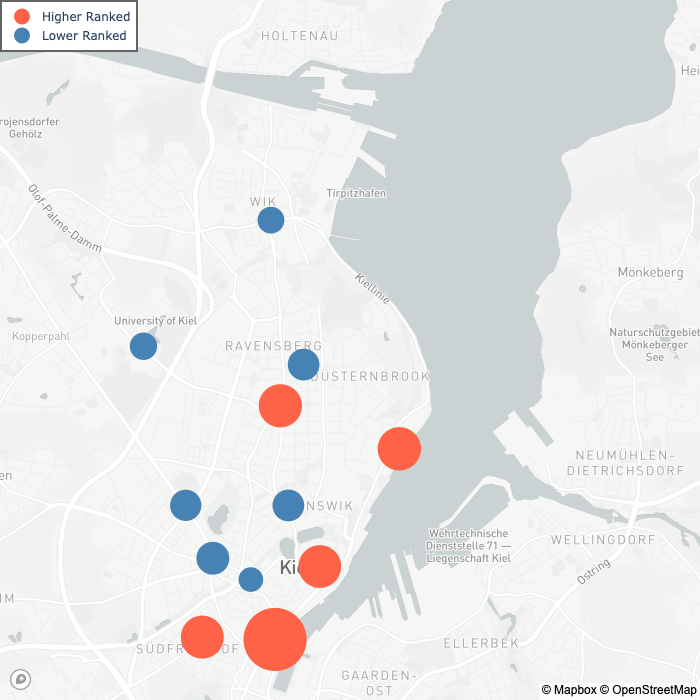 Higher Ranked
Lower Ranked
HOLTENAU
Hei
rojensdorfer
Gehölz
Tirpitzhafen
WIK
Olof-Palme-Damm
Kiellinie
Mönkeberg
University of Kiel
Kopperpahl
RAVENSBERG
Naturschutzgebiet
Mönkeberger
See
DÜSTERNBROOK
NEUMÜHLEN-
DIETRICHSDORF
en
NSWIK
Wehrtechnische
Dienststelle 71 —
Liegenschaft Kiel
WELLINGDORF
Ki
Ostring
IM
SÜDFR
OF
ELLERBEK
GAARDEN-
OST
© Mapbox © OpenStreetMap